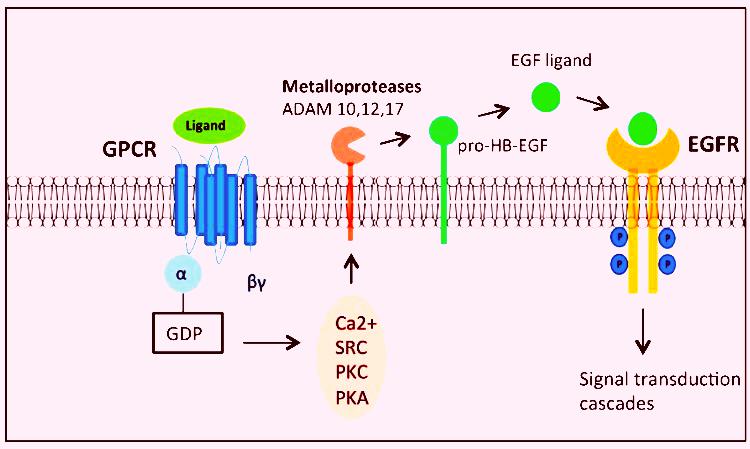 EGF ligand
Metalloproteases
ADAM 10,12,17
Ligand
GPCR
pro-HB-EGF
EGFR
P
P
P
P
α
βγ
GDP
Ca2+
SRC
PKC
PKA
Signal transduction
cascades